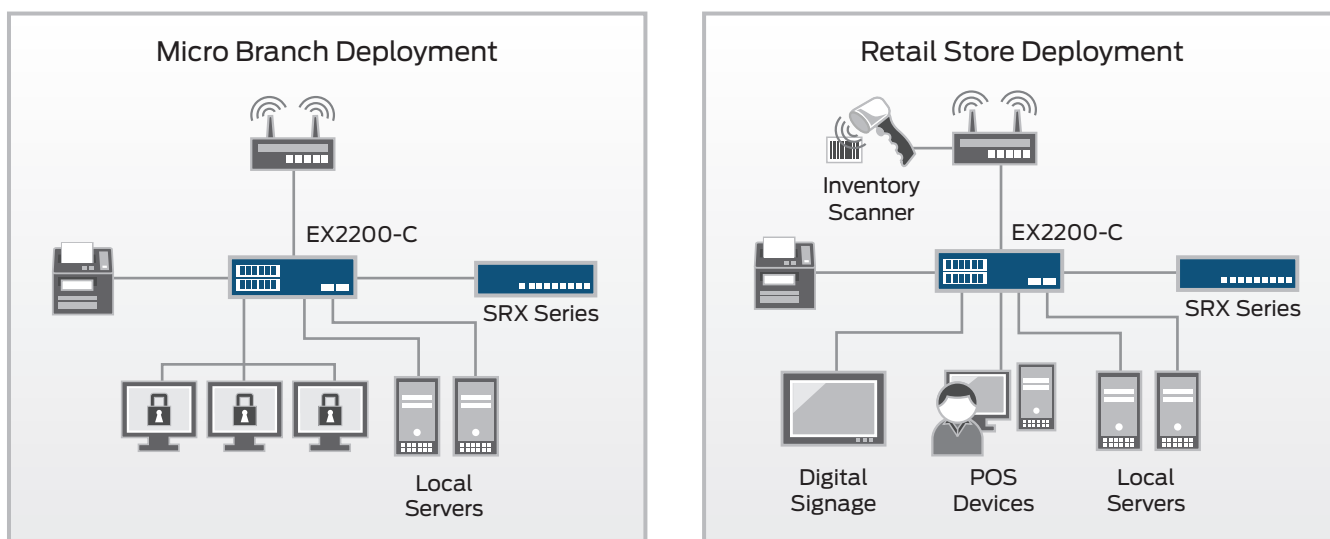 Micro Branch Deployment
EX2200-C
SRX Series
Local
Servers
Retail Store Deployment
Inventory
Scanner
EX2200-C
SRX Series
Digital
Signage
POS
Devices
Local
Servers